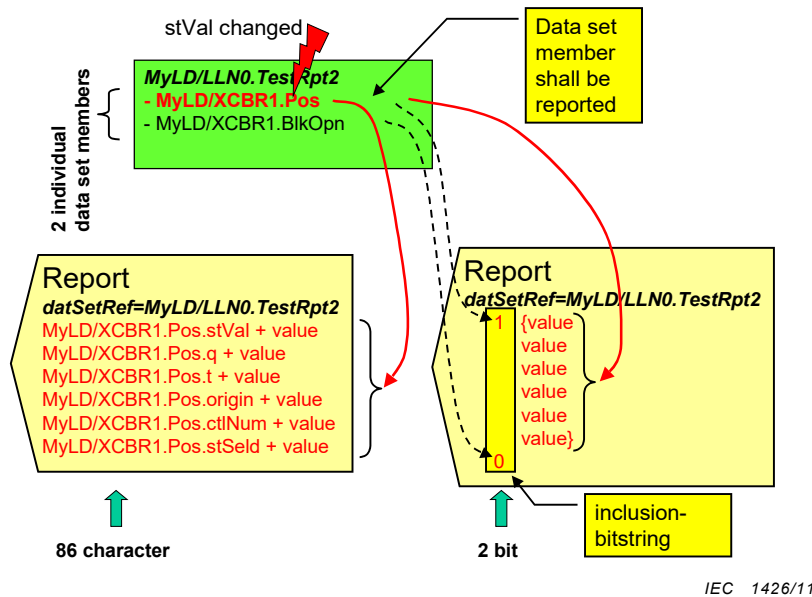 stVal changed
Data set
member
shall be
reported
MyLD/LLN0.TestRpt2
- MyLD/XCBR1.Pos
- MyLD/XCBR1.BlkOpn
2 individual
data set members
Report
datSetRef=MyLD/LLN0.TestRpt2
MyLD/XCBR1.Pos.stVal + value
MyLD/XCBR1.Pos.q + value
MyLD/XCBR1.Pos.t + value
MyLD/XCBR1.Pos.origin + value
MyLD/XCBR1.Pos.ctlNum + value
MyLD/XCBR1.Pos.stSeld + value
86 character
Report
datSetRef=MyLD/LLN0.TestRpt2
1 {value
value
value
value
value
value}
0
2 bit
inclusion-
bitstring
IEC 1426/11